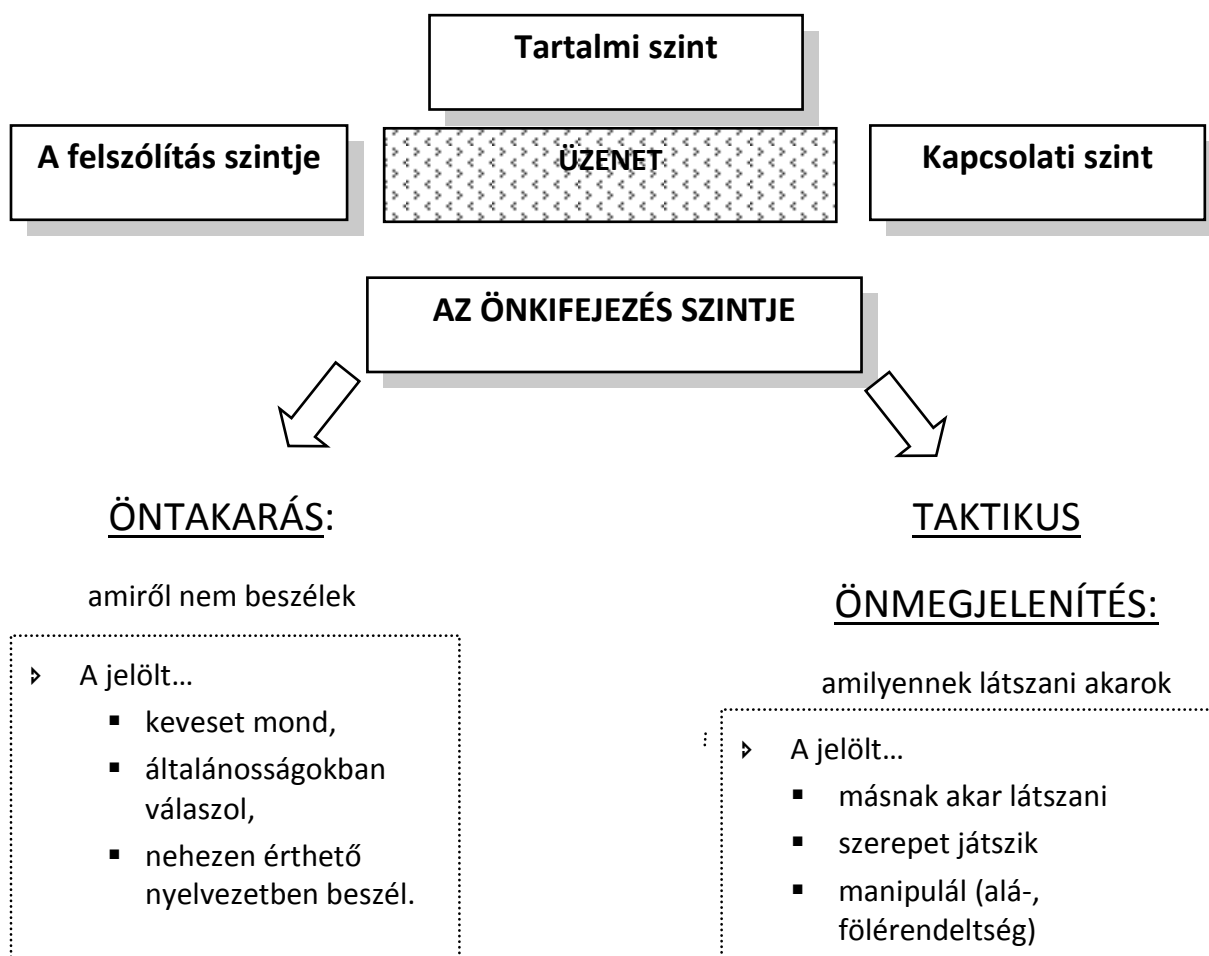 Tartalmi szint
A felszólítás szintje
ÜZENET
Kapcsolati szint
AZ ÖNKIFEJEZÉS SZINTJE
ÖNTAKARÁS:
amiről nem beszélek
A jelölt…
keveset mond,
általánosságokban
válaszol,
nehezen érthető
nyelvezetben beszél.
TAKTIKUS
ÖNMEGJELENÍTÉS:
amilyennek látszani akarok
A jelölt…
másnak akar látszani
szerepet játszik
manipulál (alá-,
fölérendeltség)